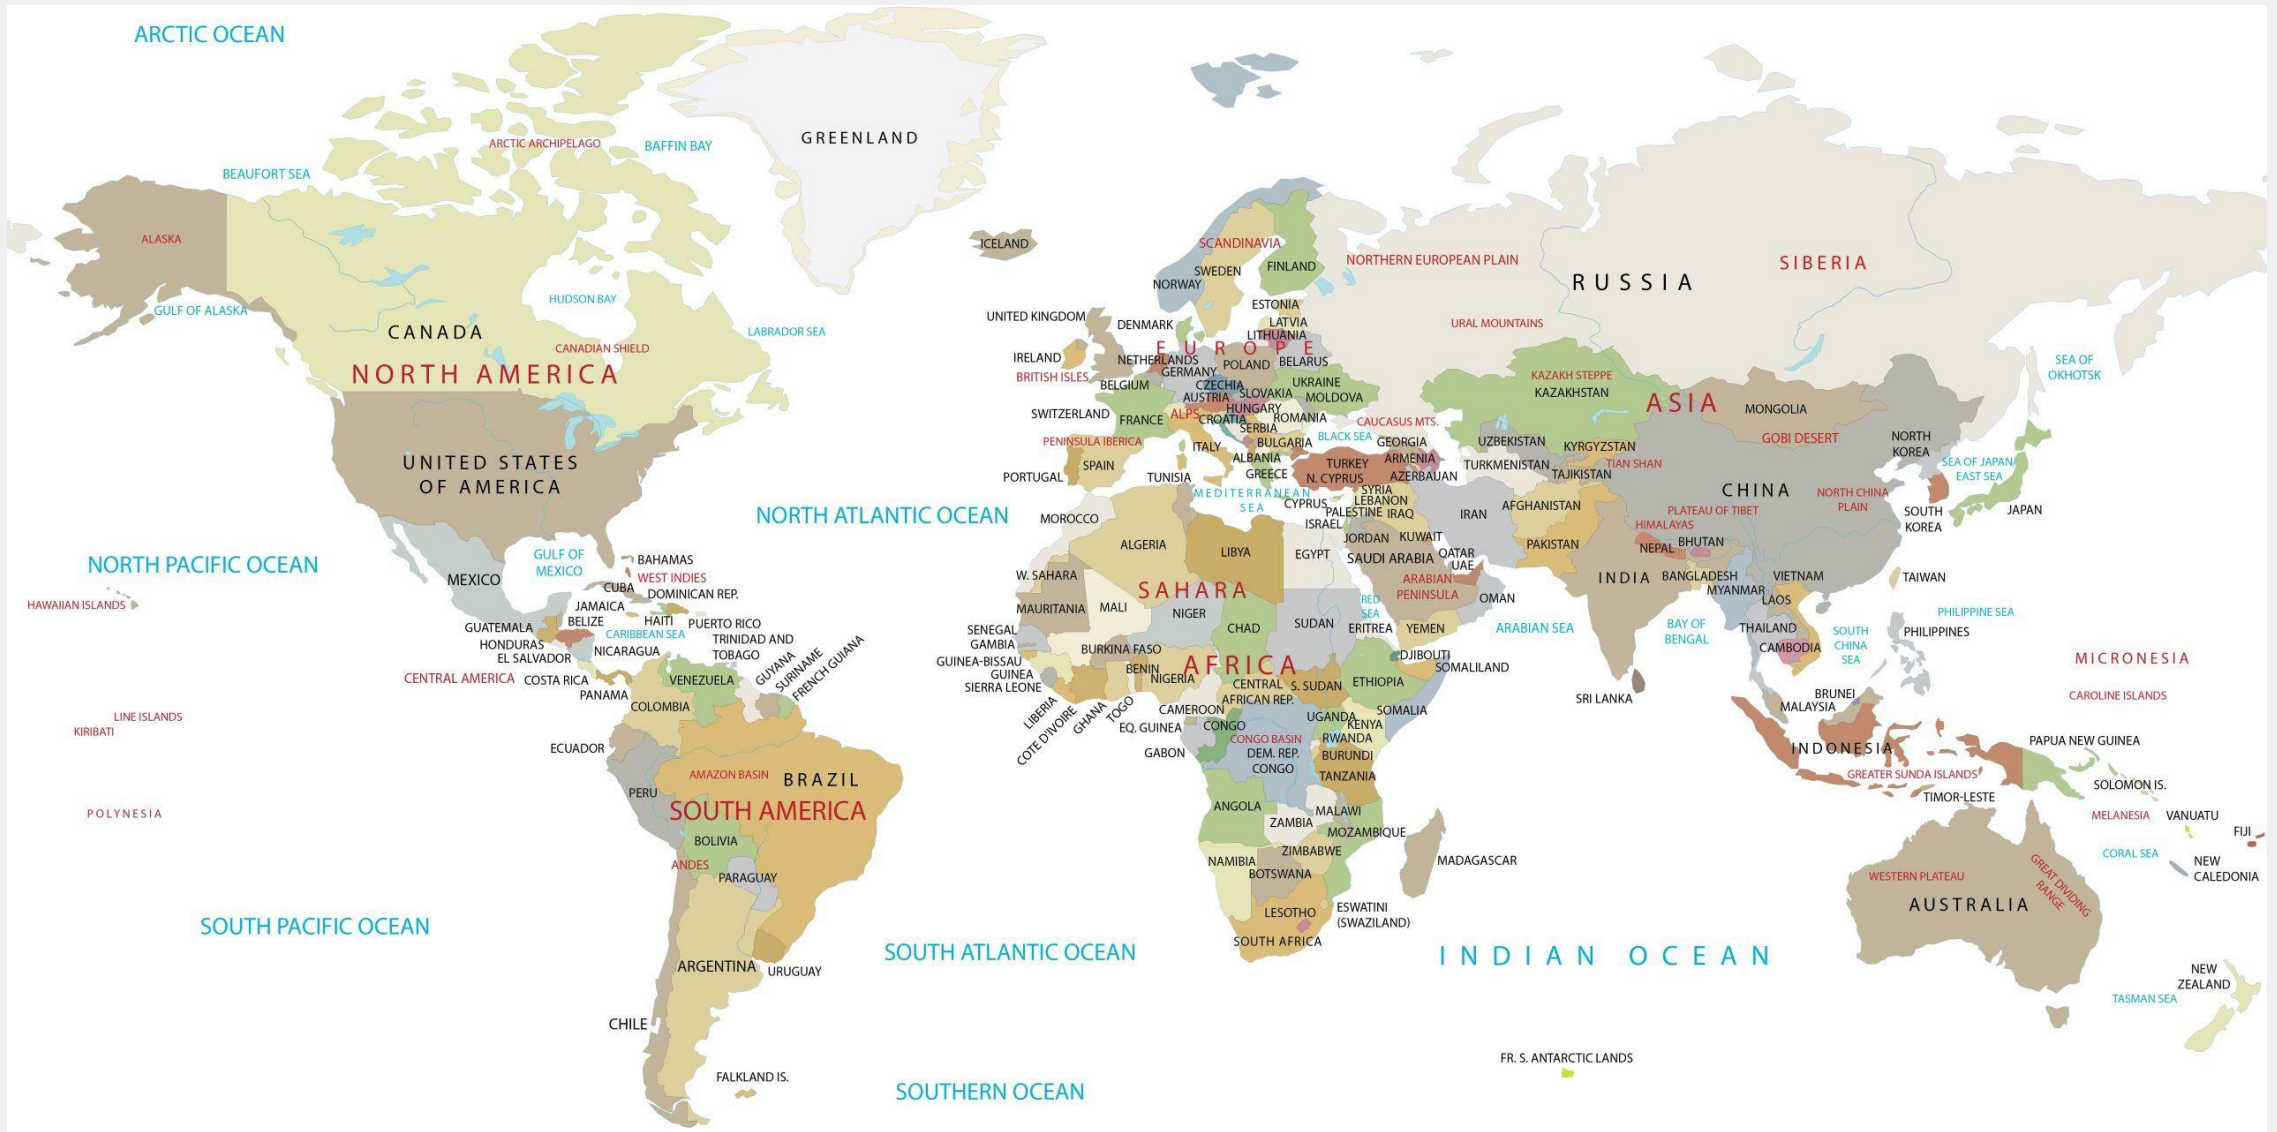 ARCTIC OCEAN
GREENLAND
ARCTIC ARCHIPELAGO
BAFFIN BAY
BEAUFORT SEA
ALASKA
GULF OF ALASKA
HUDSON BAY
LABRADOR SEA
CANADA
CANADIAN SHIELD
NORTH AMERICA
UNITED STATES
OF AMERICA
NORTH ATLANTIC OCEAN
NORTH PACIFIC OCEAN
GULF OF
MEXICO
MEXICO
BAHAMAS
WEST INDIES
CUBA
DOMINICAN REP.
HAWAIIAN ISLANDS
JAMAICA
BELIZE
HAITI
PUERTO RICO
GUATEMALA
CARIBBEAN SEA
TRINIDAD AND
TOBAGO
HONDURAS
NICARAGUA
EL SALVADOR
CENTRAL AMERICA
COSTA RICA
PANAMA
VENEZUELA
GUYANA
SURINAME
FRENCH GUIANA
COLOMBIA
LINE ISLANDS
KIRIBATI
ECUADOR
AMAZON BASIN
BRAZIL
PERU
SOUTH AMERICA
POLYNESIA
BOLIVIA
ANDES
PARAGUAY
SOUTH PACIFIC OCEAN
ARGENTINA
URUGUAY
CHILE
FALKLAND IS.
SOUTH ATLANTIC OCEAN
SOUTHERN OCEAN
ICELAND
SCANDINAVIA
SWEDEN
FINLAND
NORWAY
ESTONIA
UNITED KINGDOM
DENMARK
LATVIA
LITHUANIA
EUROPE
IRELAND
NETHERLANDS
POLAND
BELARUS
BRITISH ISLES
GERMANY
BELGIUM
CZECHIA
UKRAINE
AUSTRIA
SLOVAKIA
MOLDOVA
SWITZERLAND
FRANCE
ALPS
HUNGARY
CROATIA
ROMANIA
SERBIA
CAUCASUS MTS.
PENINSULA IBERICA
ITALY
BULGARIA
BLACK SEA
GEORGIA
SPAIN
ALBANIA
ARMENIA
PORTUGAL
TUNISIA
GREECE
TURKEY
N. CYPRUS
AZERBAIJAN
MEDITERRANEAN
SEA
CYPRUS
SYRIA
LEBANON
PALESTINE
IRAQ
ISRAEL
MOROCCO
ALGERIA
LIBYA
EGYPT
JORDAN
KUWAIT
SAUDI ARABIA
QATAR
UAE
W. SAHARA
SAHARA
ARABIAN
PENINSULA
OMAN
MAURITANIA
MALI
NIGER
CHAD
SUDAN
RED
SEA
ERITREA
YEMEN
ARABIAN SEA
SENEGAL
GAMBIA
GUINEA-BISSAU
GUINEA
SIERRA LEONE
BURKINA FASO
BENIN
NIGERIA
AFRICA
DJIBOUTI
SOMALILAND
LIBERIA
COTE D'IVOIRE
GHANA
TOGO
CENTRAL
AFRICAN REP.
S. SUDAN
ETHIOPIA
CAMEROON
SOMALIA
EQ. GUINEA
CONGO
UGANDA
KENYA
GABON
CONGO BASIN
RWANDA
DEM. REP.
CONGO
BURUNDI
TANZANIA
ANGOLA
ZAMBIA
MALAWI
MOZAMBIQUE
ZIMBABWE
NAMIBIA
BOTSWANA
MADAGASCAR
LESOTHO
ESWATINI
(SWAZILAND)
SOUTH AFRICA
NORTHERN EUROPEAN PLAIN
RUSSIA
SIBERIA
URAL MOUNTAINS
SEA OF
OKHOTSK
KAZAKH STEPPE
KAZAKHSTAN
ASIA
MONGOLIA
GOBI DESERT
UZBEKISTAN
KYRGYZSTAN
TURKMENISTAN
TIAN SHAN
TAJIKISTAN
NORTH
KOREA
SEA OF JAPAN/
EAST SEA
CHINA
NORTH CHINA
PLAIN
IRAN
AFGHANISTAN
PLATEAU OF TIBET
HIMALAYAS
SOUTH
KOREA
JAPAN
PAKISTAN
NEPAL
BHUTAN
INDIA
BANGLADESH
MYANMAR
VIETNAM
LAOS
TAIWAN
PHILIPPINE SEA
BAY OF
BENGAL
THAILAND
CAMBODIA
SOUTH
CHINA
SEA
PHILIPPINES
MICRONESIA
SRI LANKA
BRUNEI
MALAYSIA
CAROLINE ISLANDS
INDONESIA
PAPUA NEW GUINEA
GREATER SUNDA ISLANDS
SOLOMON IS.
TIMOR-LESTE
MELANESIA
VANUATU
FIJI
CORAL SEA
NEW
CALEDONIA
WESTERN PLATEAU
GREAT DIVIDING
RANGE
AUSTRALIA
INDIAN OCEAN
NEW
ZEALAND
TASMAN SEA
FR. S. ANTARCTIC LANDS